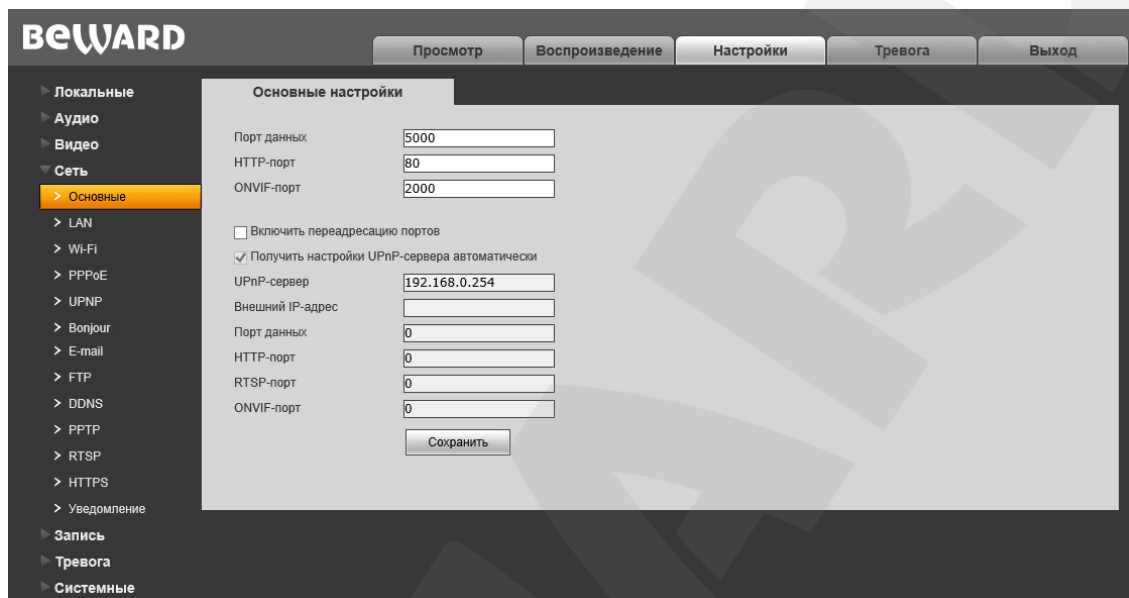 BEWARD
Просмотр Воспроизведение Настройки Тревога Выход
Локальные
Аудио
Видео
Сеть
> Основные
> LAN
> Wi-Fi
> PPPoE
> UPNP
> Bonjour
> E-mail
> FTP
> DDNS
> PPTP
> RTSP
> HTTPS
> Уведомление
Запись
Тревога
Системные
Основные настройки
Порт данных 5000
HTTP-порт 80
ONVIF-порт 2000
Включить переадресацию портов
Получить настройки UPnP-сервера автоматически
UPnP-сервер 192.168.0.254
Внешний IP-адрес
Порт данных 0
HTTP-порт 0
RTSP-порт 0
ONVIF-порт 0
Сохранить